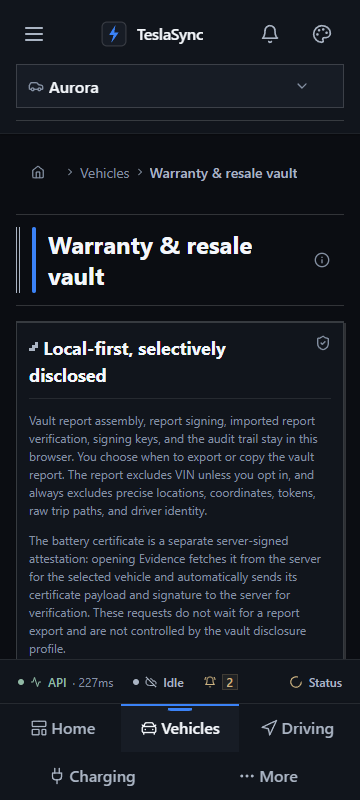 TeslaSync
Aurora
Vehicles > Warranty & resale vault
Warranty & resale
vault
Local-first, selectively
disclosed
Vault report assembly, report signing, imported report
verification, signing keys, and the audit trail stay in this
browser. You choose when to export or copy the vault
report. The report excludes VIN unless you opt in, and
always excludes precise locations, coordinates, tokens,
raw trip paths, and driver identity.
The battery certificate is a separate server-signed
attestation: opening Evidence fetches it from the server
for the selected vehicle and automatically sends its
certificate payload and signature to the server for
verification. These requests do not wait for a report
export and are not controlled by the vault disclosure
profile.
API · 227ms Idle 2 Status
Home Vehicles Driving
Charging More